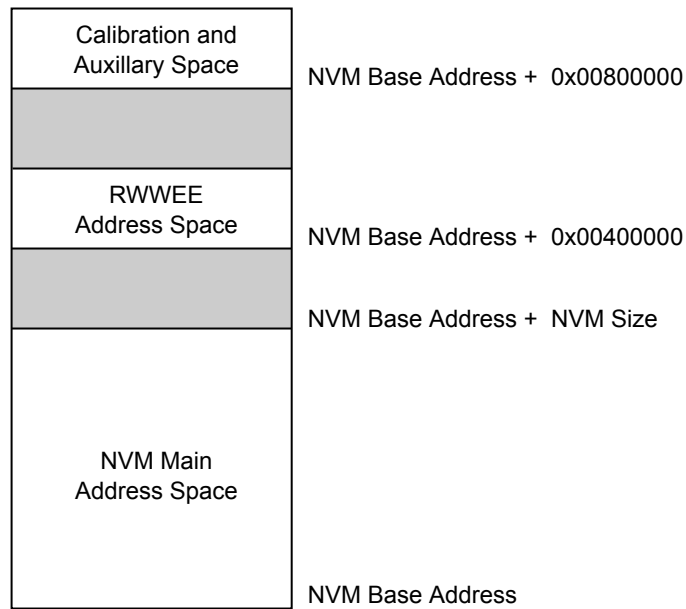 Calibration and
Auxillary Space
NVM Base Address + 0x00800000
RWWEE
Address Space
NVM Base Address + 0x00400000
NVM Base Address + NVM Size
NVM Main
Address Space
NVM Base Address